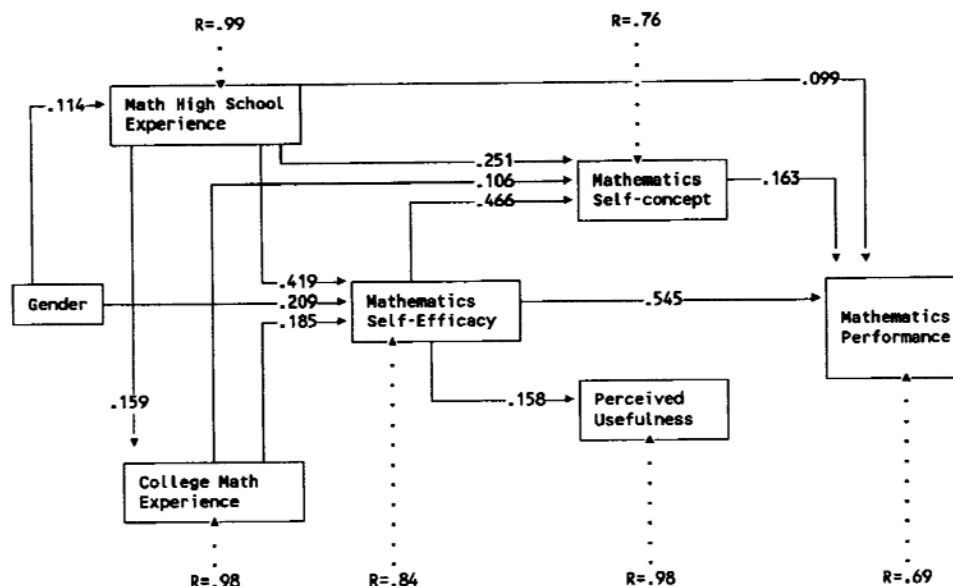 R=.99
R=.76
.099
.114
Math High School
Experience
.251
.106
.466
Mathematics
Self-concept
.163
Gender
.419
.209
.185
Mathematics
Self-Efficacy
.545
Mathematics
Performance
.159
.158
Perceived
Usefulness
College Math
Experience
R=.98
R=.84
R=.98
R=.69